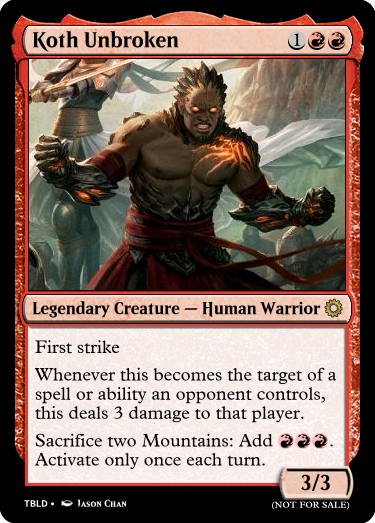 Koth Unbroken 1
Legendary Creature — Human Warrior
First strike
Whenever this becomes the target of a
spell or ability an opponent controls,
this deals 3 damage to that player.
Sacrifice two Mountains: Add .
Activate only once each turn.
3/3
TBLD • Jason Chan
(NOT FOR SALE)